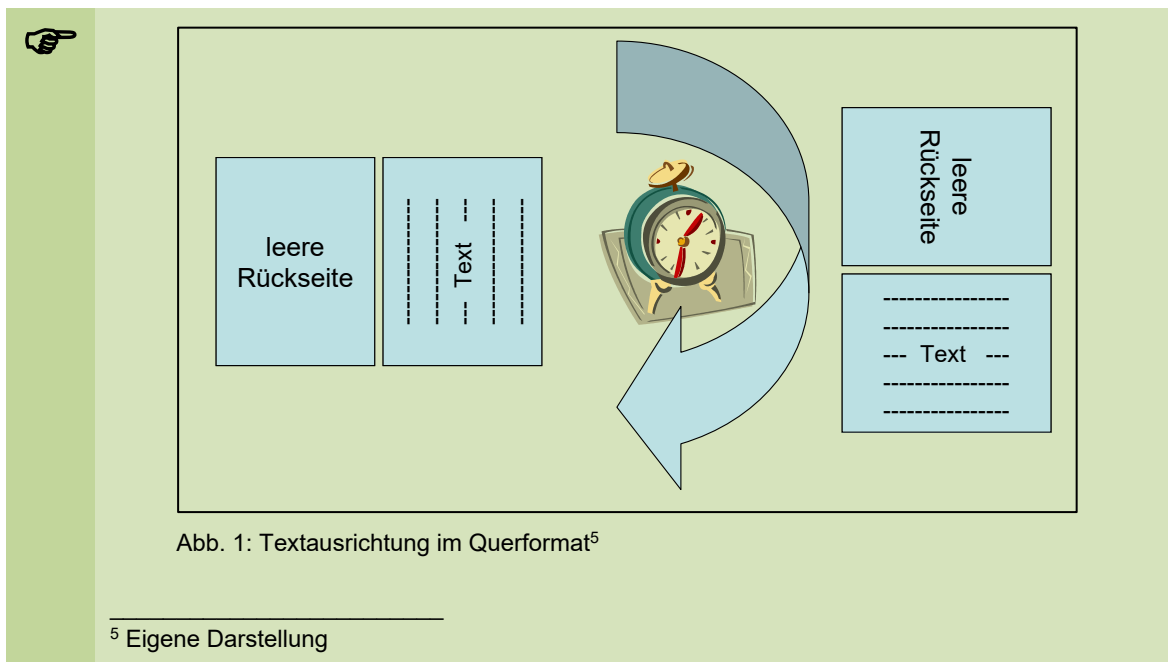 leere
Rückseite
--- Text ---
leere
Rückseite
----------------
----------------
--- Text ---
----------------
----------------
Abb. 1: Textausrichtung im Querformat⁵
⁵ Eigene Darstellung